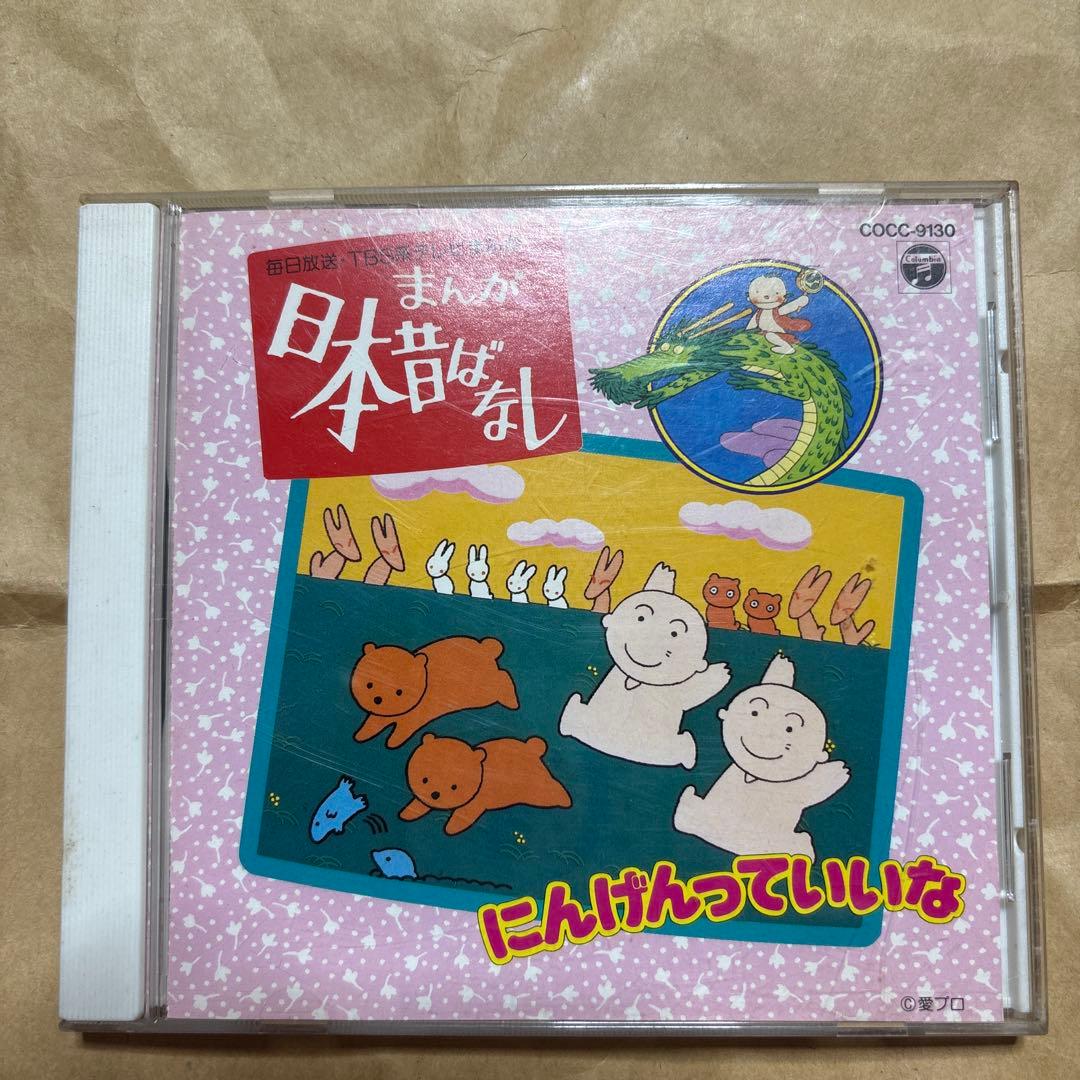 COCC-9130
Columbia
毎日放送・TBS系テレビまんが
まんが
日本昔ばなし
にんげんっていいな
©愛プロ